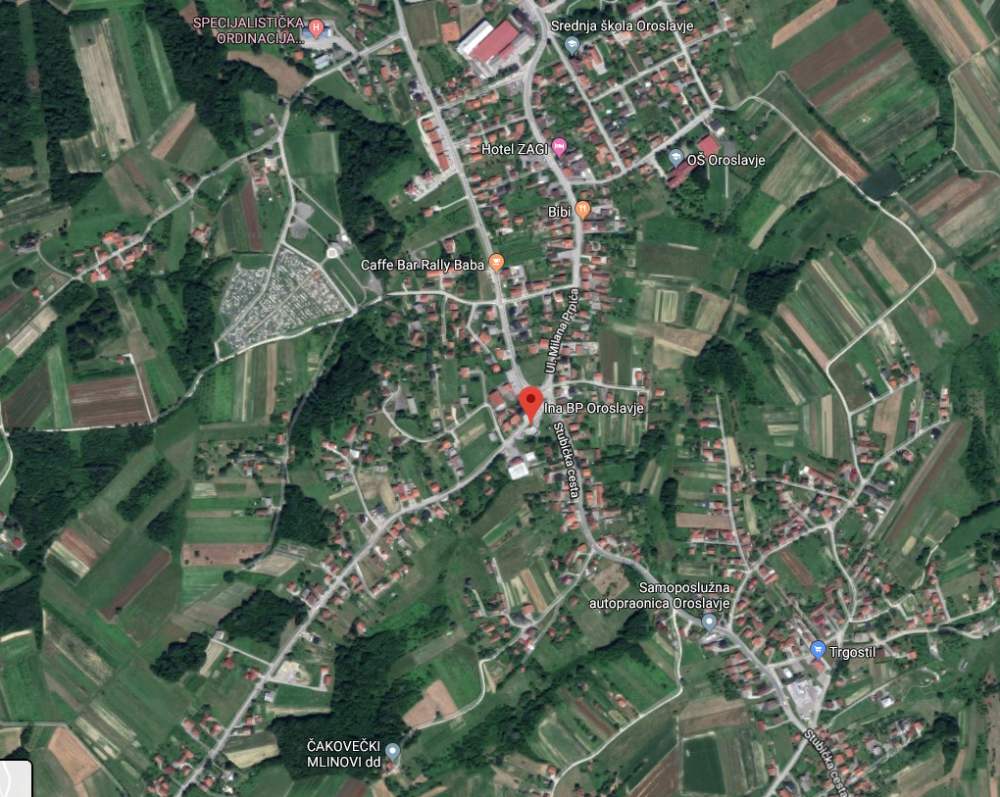 SPECIJALISTIČKA
ORDINACIJA...
H
Srednja škola Oroslavje
Hotel ZAGI
OŠ Oroslavje
Bibi
Caffe Bar Rally Baba
Ul. Milana Prpića
Ina BP Oroslavje
Stubička cesta
Samoposlužna
autopraonica Oroslavje
Trgostil
ČAKOVEČKI
MLINOVI dd
Stubička cesta